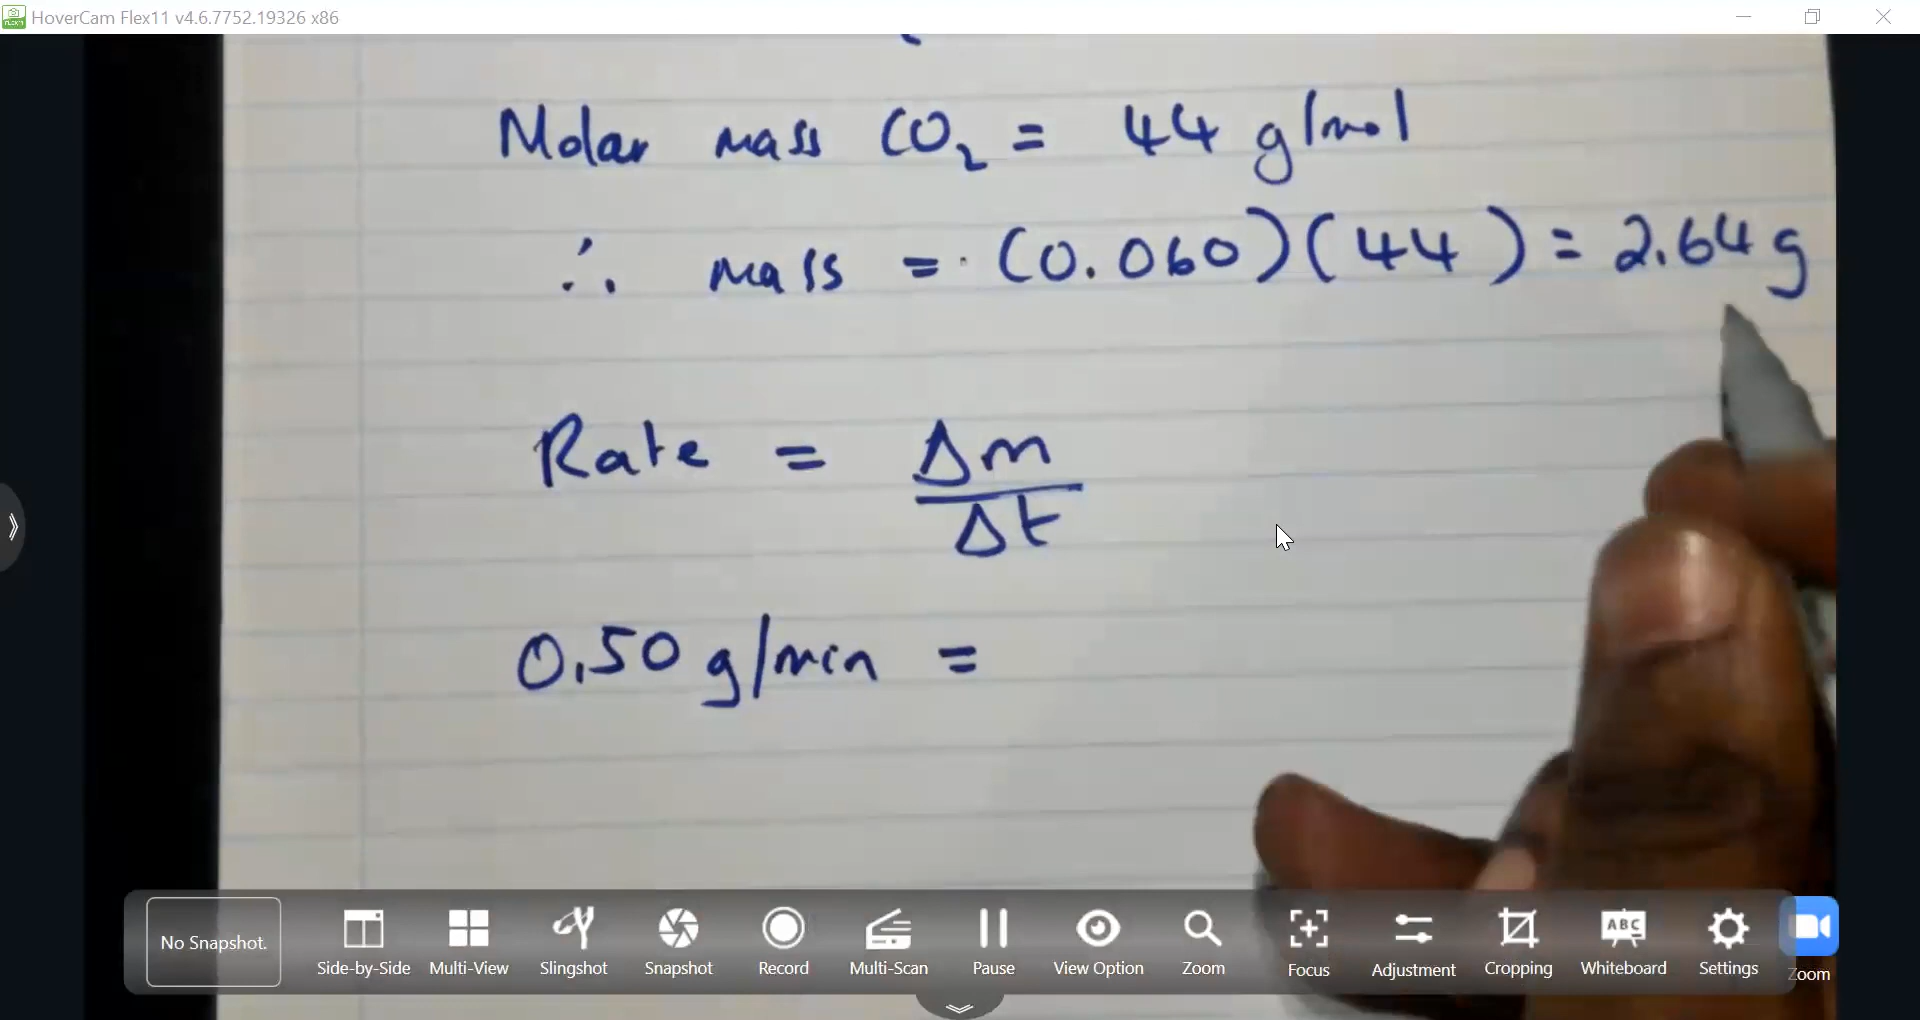 HoverCam Flex11 v4.6.7752.19326 x86
Molar mass CO₂ = 44 g/mol
∴ mass = (0.060)(44) = 2.64 g
Rate = Δm
Δt
0.50 g/min =
No Snapshot.
Side-by-Side Multi-View Slingshot Snapshot Record Multi-Scan Pause View Option Zoom Focus Adjustment Cropping ABC Whiteboard Settings Zoom